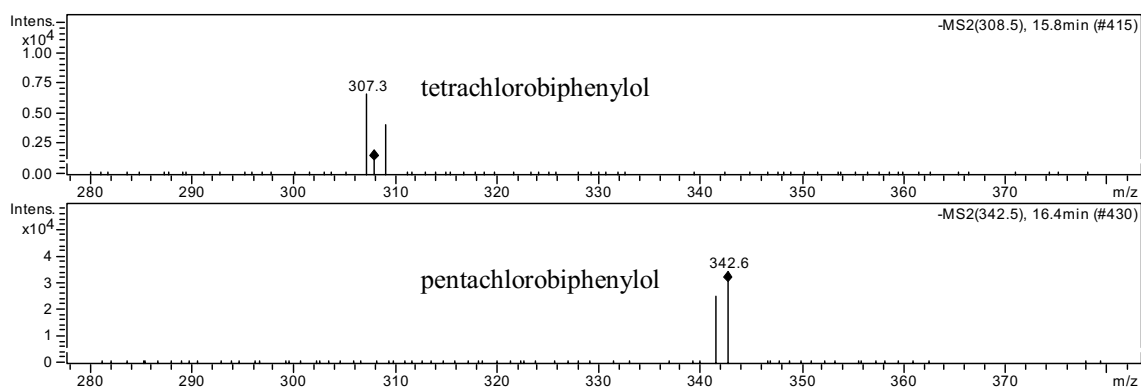 Intens.
x10⁴
-MS2(308.5), 15.8min (#415)
1.00
0.75
307.3
tetrachlorobiphenylol
0.50
0.25
0.00
280 290 300 310 320 330 340 350 360 370 m/z
Intens.
x10⁴
-MS2(342.5), 16.4min (#430)
4
342.6
3
pentachlorobiphenylol
2
1
0
280 290 300 310 320 330 340 350 360 370 m/z